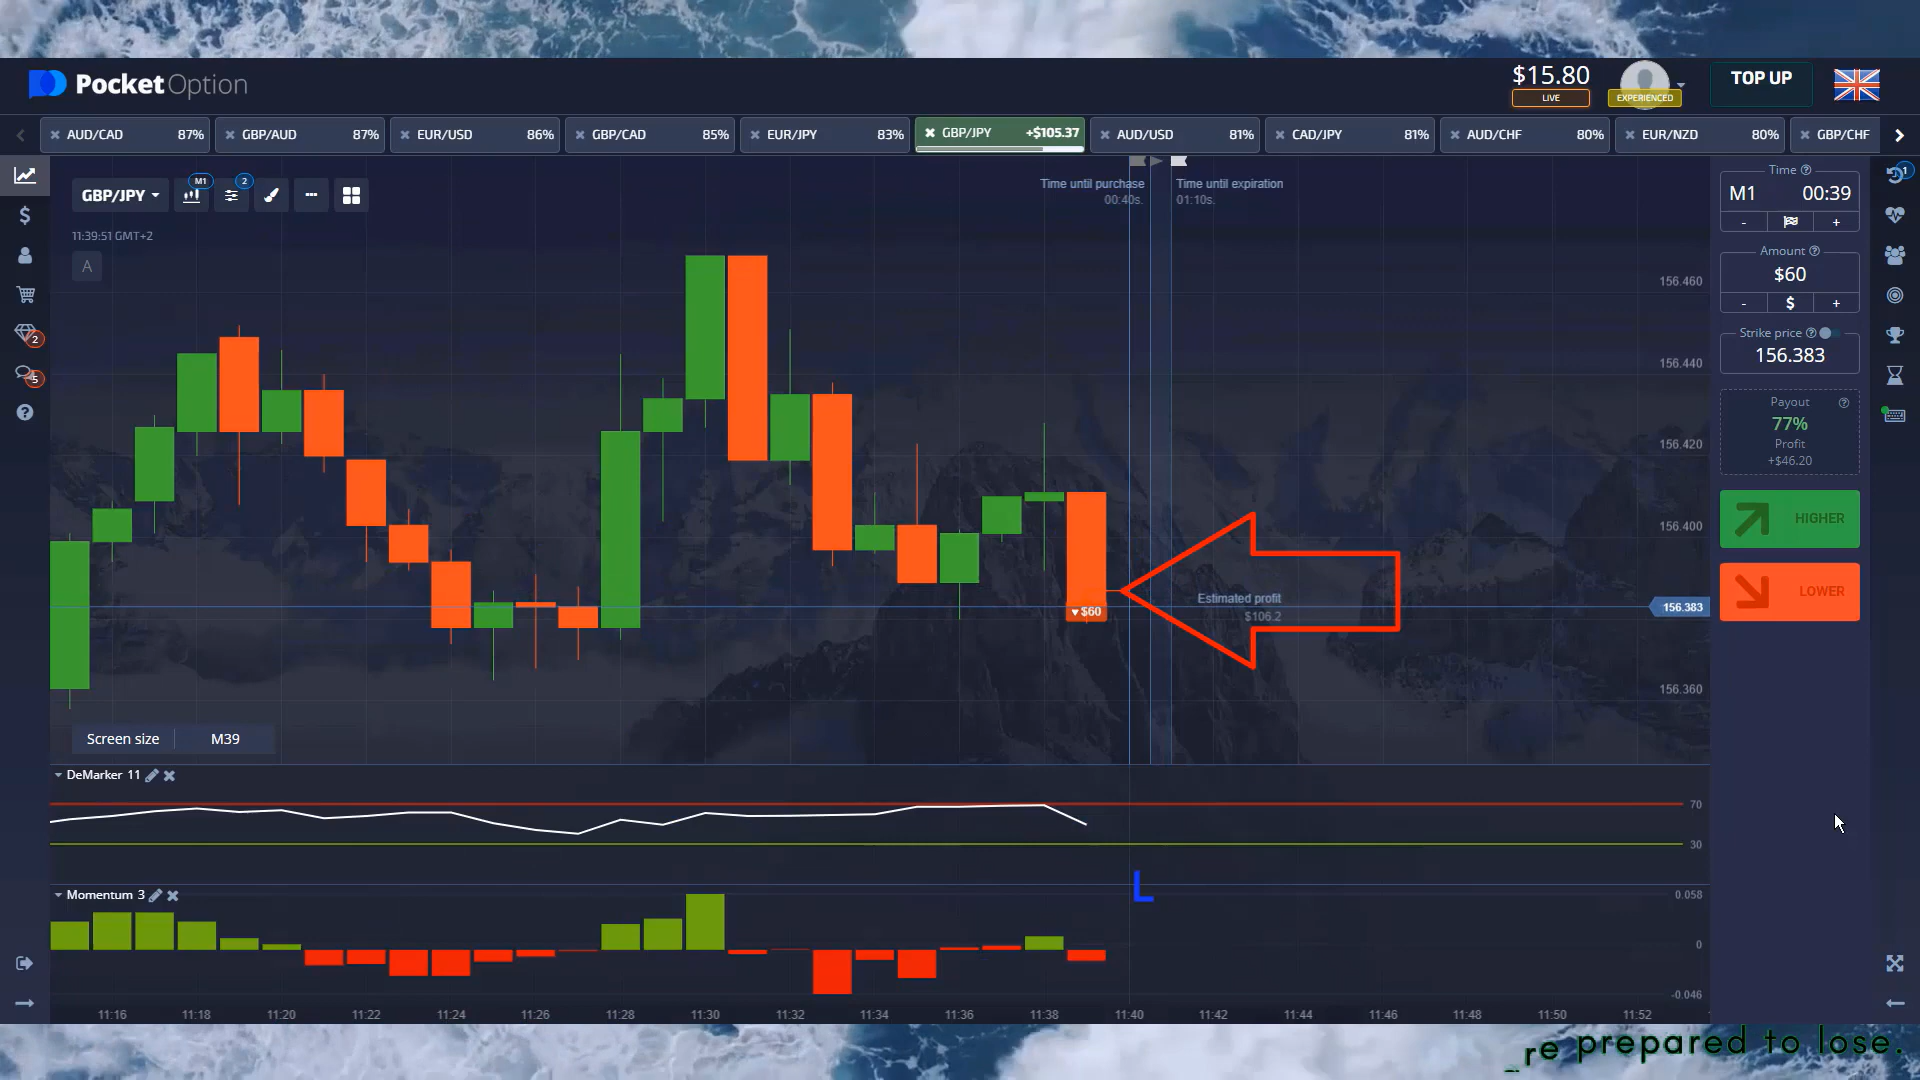 PocketOption
$15.80
LIVE
EXPERIENCED
TOP UP
AUD/CAD 87%
GBP/AUD 87%
EUR/USD 86%
GBP/CAD 85%
EUR/JPY 83%
GBP/JPY +$105.37
AUD/USD 81%
CAD/JPY 81%
AUD/CHF 80%
EUR/NZD 80%
GBP/CHF
GBP/JPY
M1
2
11:39:51 GMT+2
A
Time until purchase
00:40s.
Time until expiration
01:10s.
156.460
156.440
156.420
156.400
156.383
156.360
$60
Estimated profit
$106.2
Screen size M39
2
5
Time
M1 00:39
- +
Amount
$60
- $ +
Strike price
156.383
Payout
77%
Profit
+$46.20
HIGHER
LOWER
1
DeMarker 11
70
30
Momentum 3
0.058
0
-0.046
L
11:16 11:18 11:20 11:22 11:24 11:26 11:28 11:30 11:32 11:34 11:36 11:38 11:40 11:42 11:44 11:46 11:48 11:50 11:52
re prepared to lose.